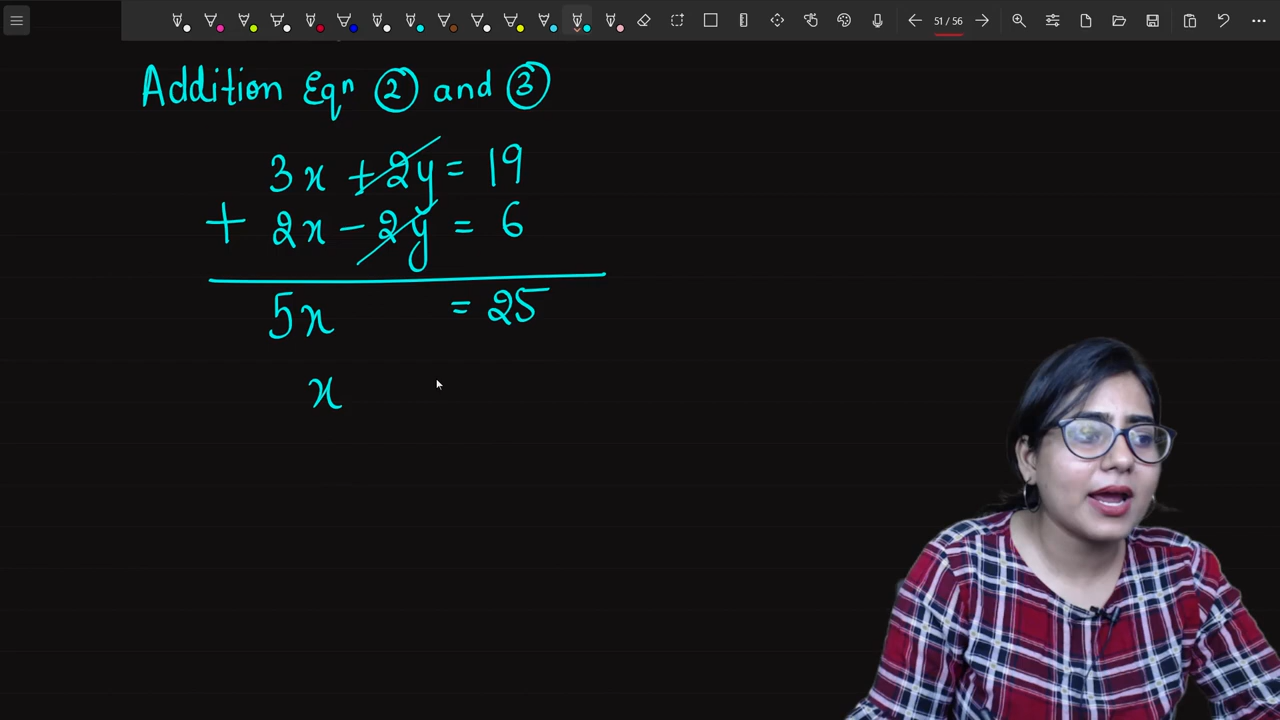 51 / 56
Addition Eqⁿ ② and ③
3x + 2y = 19
+ 2x - 2y = 6
5x = 25
x